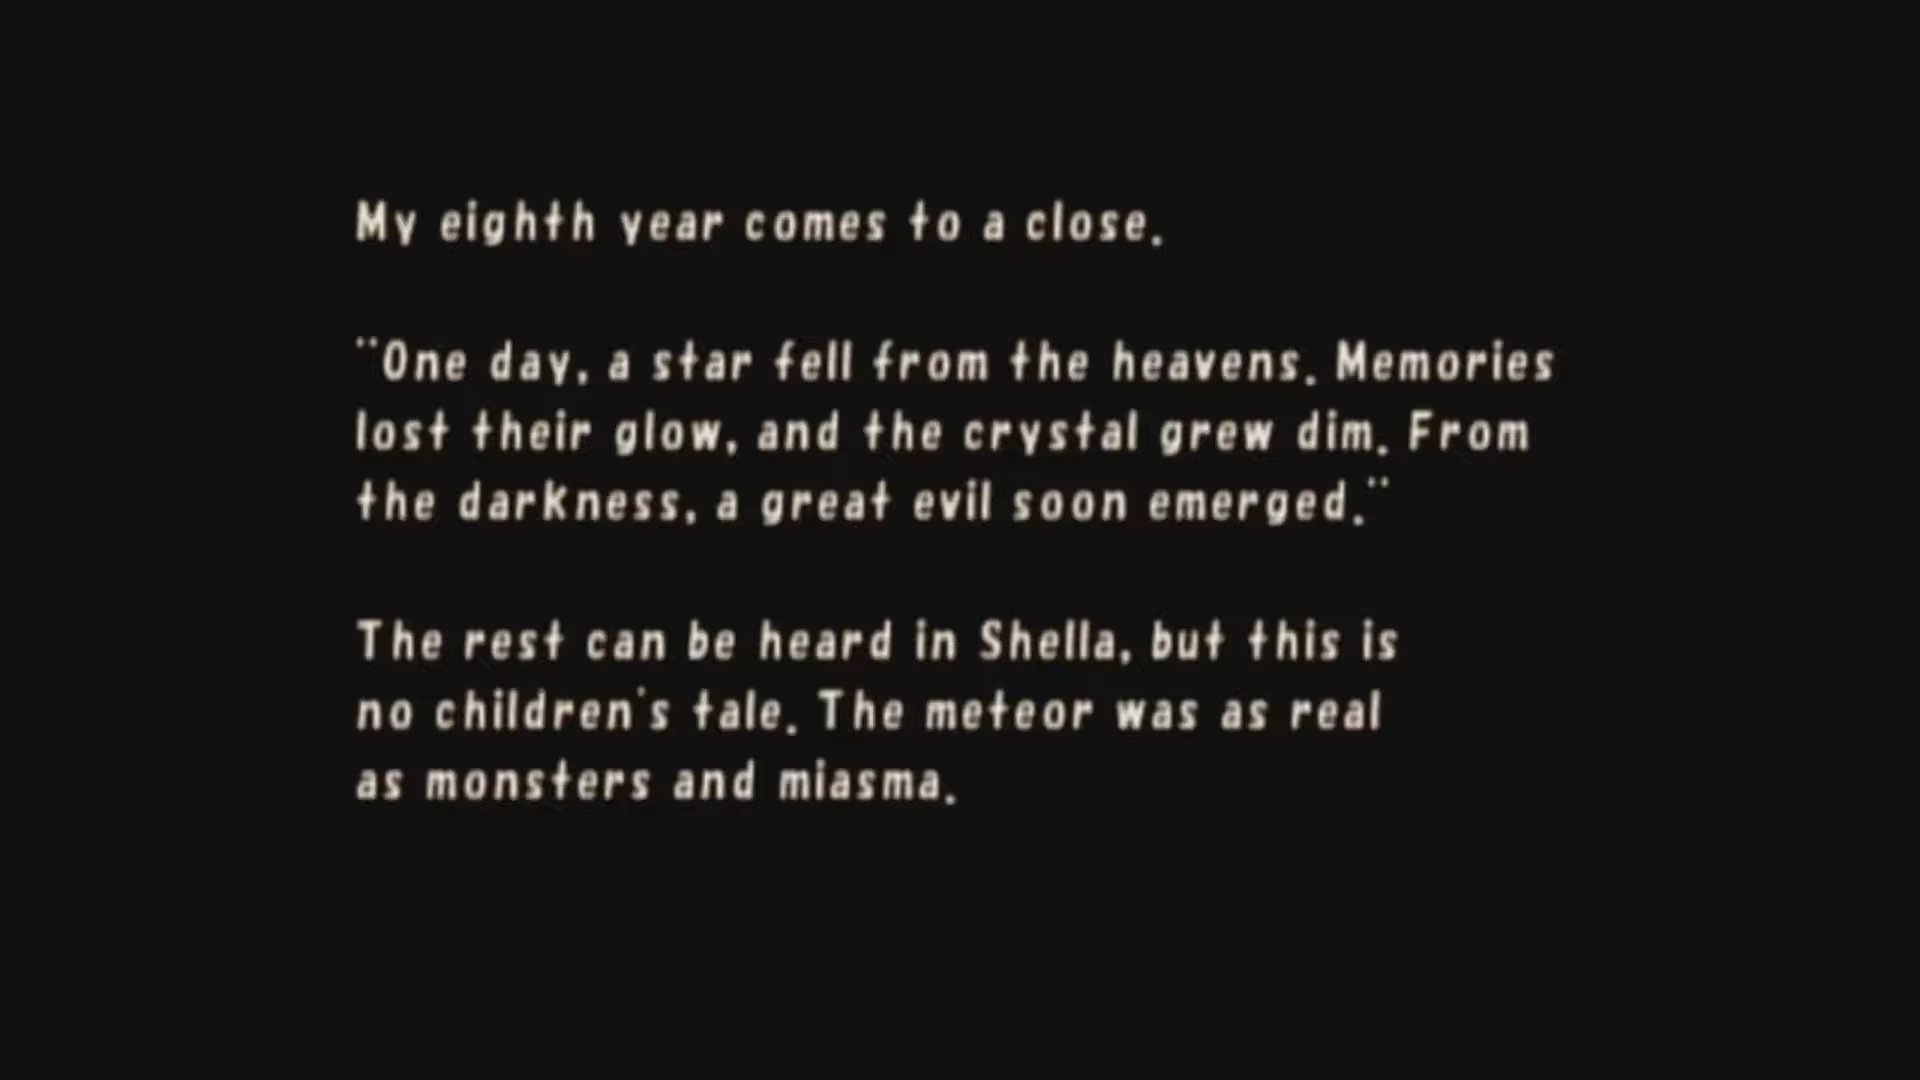 My eighth year comes to a close.
"One day, a star fell from the heavens. Memories
lost their glow, and the crystal grew dim. From
the darkness, a great evil soon emerged."
The rest can be heard in Shella, but this is
no children's tale. The meteor was as real
as monsters and miasma.